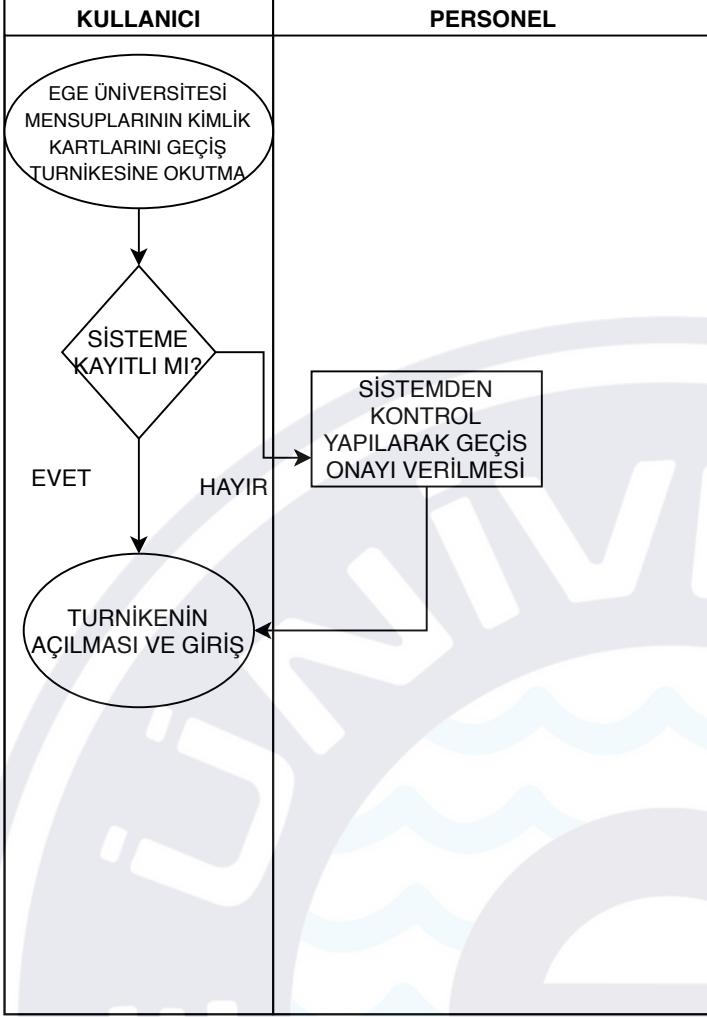 KULLANICI
PERSONEL
EGE ÜNİVERSİTESİ
MENSUPLARININ KİMLİK
KARTLARINI GEÇİŞ
TURNİKESİNE OKUTMA
SİSTEME
KAYITLI MI?
SİSTEMDEN
KONTROL
YAPILARAK GEÇİS
ONAYI VERİLMESİ
EVET
HAYIR
TURNİKENİN
AÇILMASI VE GİRİŞ
ÜNİV